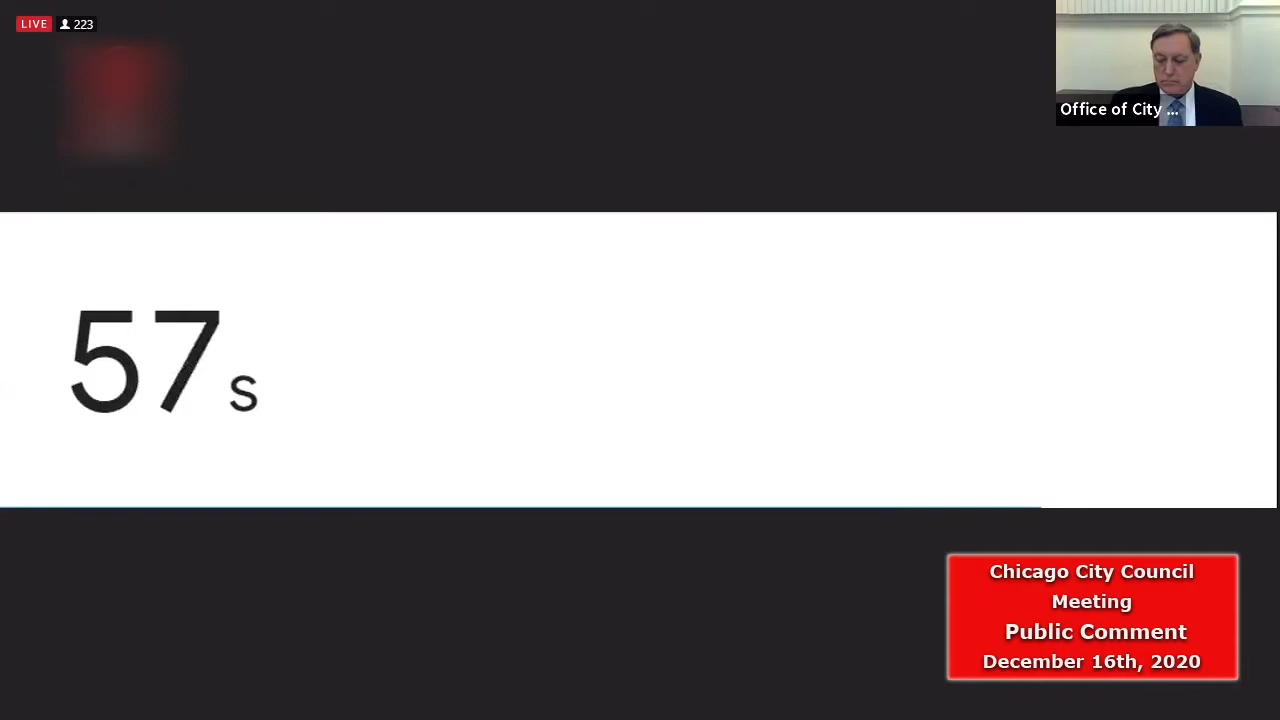 LIVE 223
Office of City ...
57s
Chicago City Council
Meeting
Public Comment
December 16th, 2020